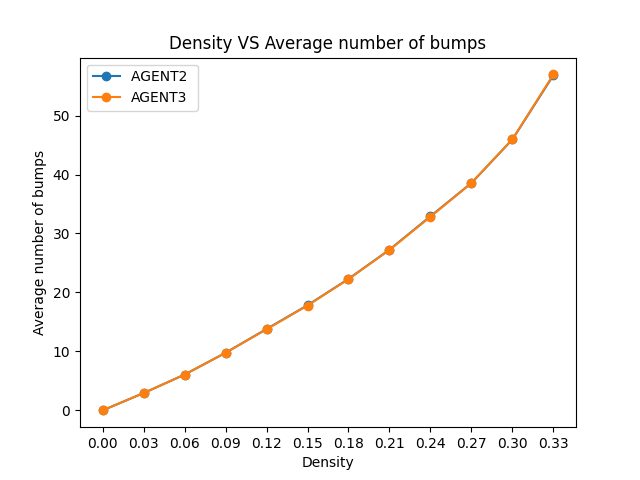 Density VS Average number of bumps
AGENT2
AGENT3
Average number of bumps
50
40
30
20
10
0
0.00 0.03 0.06 0.09 0.12 0.15 0.18 0.21 0.24 0.27 0.30 0.33
Density